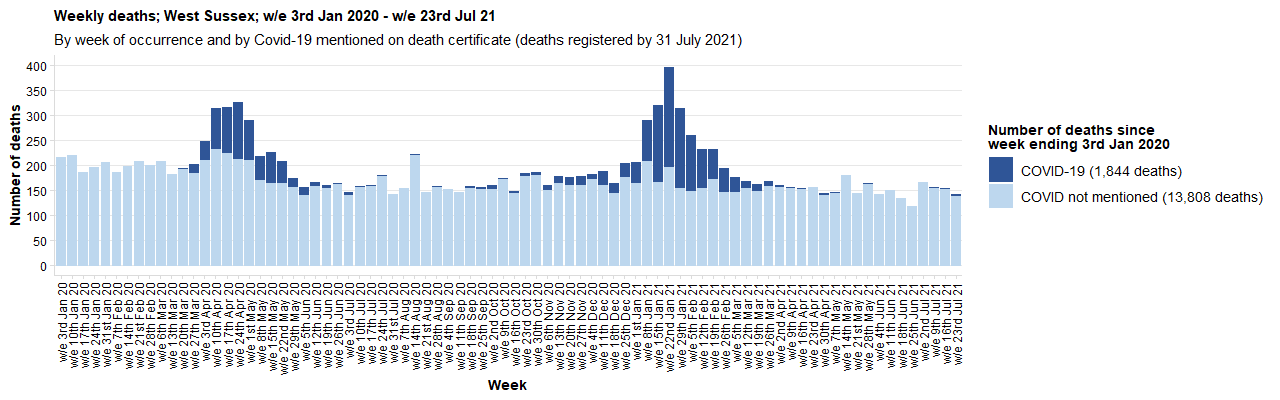 Weekly deaths; West Sussex; w/e 3rd Jan 2020 - w/e 23rd Jul 21
By week of occurrence and by Covid-19 mentioned on death certificate (deaths registered by 31 July 2021)
Number of deaths
400
350
300
250
200
150
100
50
0
w/e 3rd Jan 20
w/e 10th Jan 20
w/e 17th Jan 20
w/e 24th Jan 20
w/e 31st Jan 20
w/e 7th Feb 20
w/e 14th Feb 20
w/e 21st Feb 20
w/e 28th Feb 20
w/e 6th Mar 20
w/e 13th Mar 20
w/e 20th Mar 20
w/e 27th Mar 20
w/e 3rd Apr 20
w/e 10th Apr 20
w/e 17th Apr 20
w/e 24th Apr 20
w/e 1st May 20
w/e 8th May 20
w/e 15th May 20
w/e 22nd May 20
w/e 29th May 20
w/e 5th Jun 20
w/e 12th Jun 20
w/e 19th Jun 20
w/e 26th Jun 20
w/e 3rd Jul 20
w/e 10th Jul 20
w/e 17th Jul 20
w/e 24th Jul 20
w/e 31st Jul 20
w/e 7th Aug 20
w/e 14th Aug 20
w/e 21st Aug 20
w/e 28th Aug 20
w/e 4th Sep 20
w/e 11th Sep 20
w/e 18th Sep 20
w/e 25th Sep 20
w/e 2nd Oct 20
w/e 9th Oct 20
w/e 16th Oct 20
w/e 23rd Oct 20
w/e 30th Oct 20
w/e 6th Nov 20
w/e 13th Nov 20
w/e 20th Nov 20
w/e 27th Nov 20
w/e 4th Dec 20
w/e 11th Dec 20
w/e 18th Dec 20
w/e 25th Dec 20
w/e 1st Jan 21
w/e 8th Jan 21
w/e 15th Jan 21
w/e 22nd Jan 21
w/e 29th Jan 21
w/e 5th Feb 21
w/e 12th Feb 21
w/e 19th Feb 21
w/e 26th Feb 21
w/e 5th Mar 21
w/e 12th Mar 21
w/e 19th Mar 21
w/e 26th Mar 21
w/e 2nd Apr 21
w/e 9th Apr 21
w/e 16th Apr 21
w/e 23rd Apr 21
w/e 30th Apr 21
w/e 7th May 21
w/e 14th May 21
w/e 21st May 21
w/e 28th May 21
w/e 4th Jun 21
w/e 11th Jun 21
w/e 18th Jun 21
w/e 25th Jun 21
w/e 2nd Jul 21
w/e 9th Jul 21
w/e 16th Jul 21
w/e 23rd Jul 21
Week
Number of deaths since
week ending 3rd Jan 2020
COVID-19 (1,844 deaths)
COVID not mentioned (13,808 deaths)